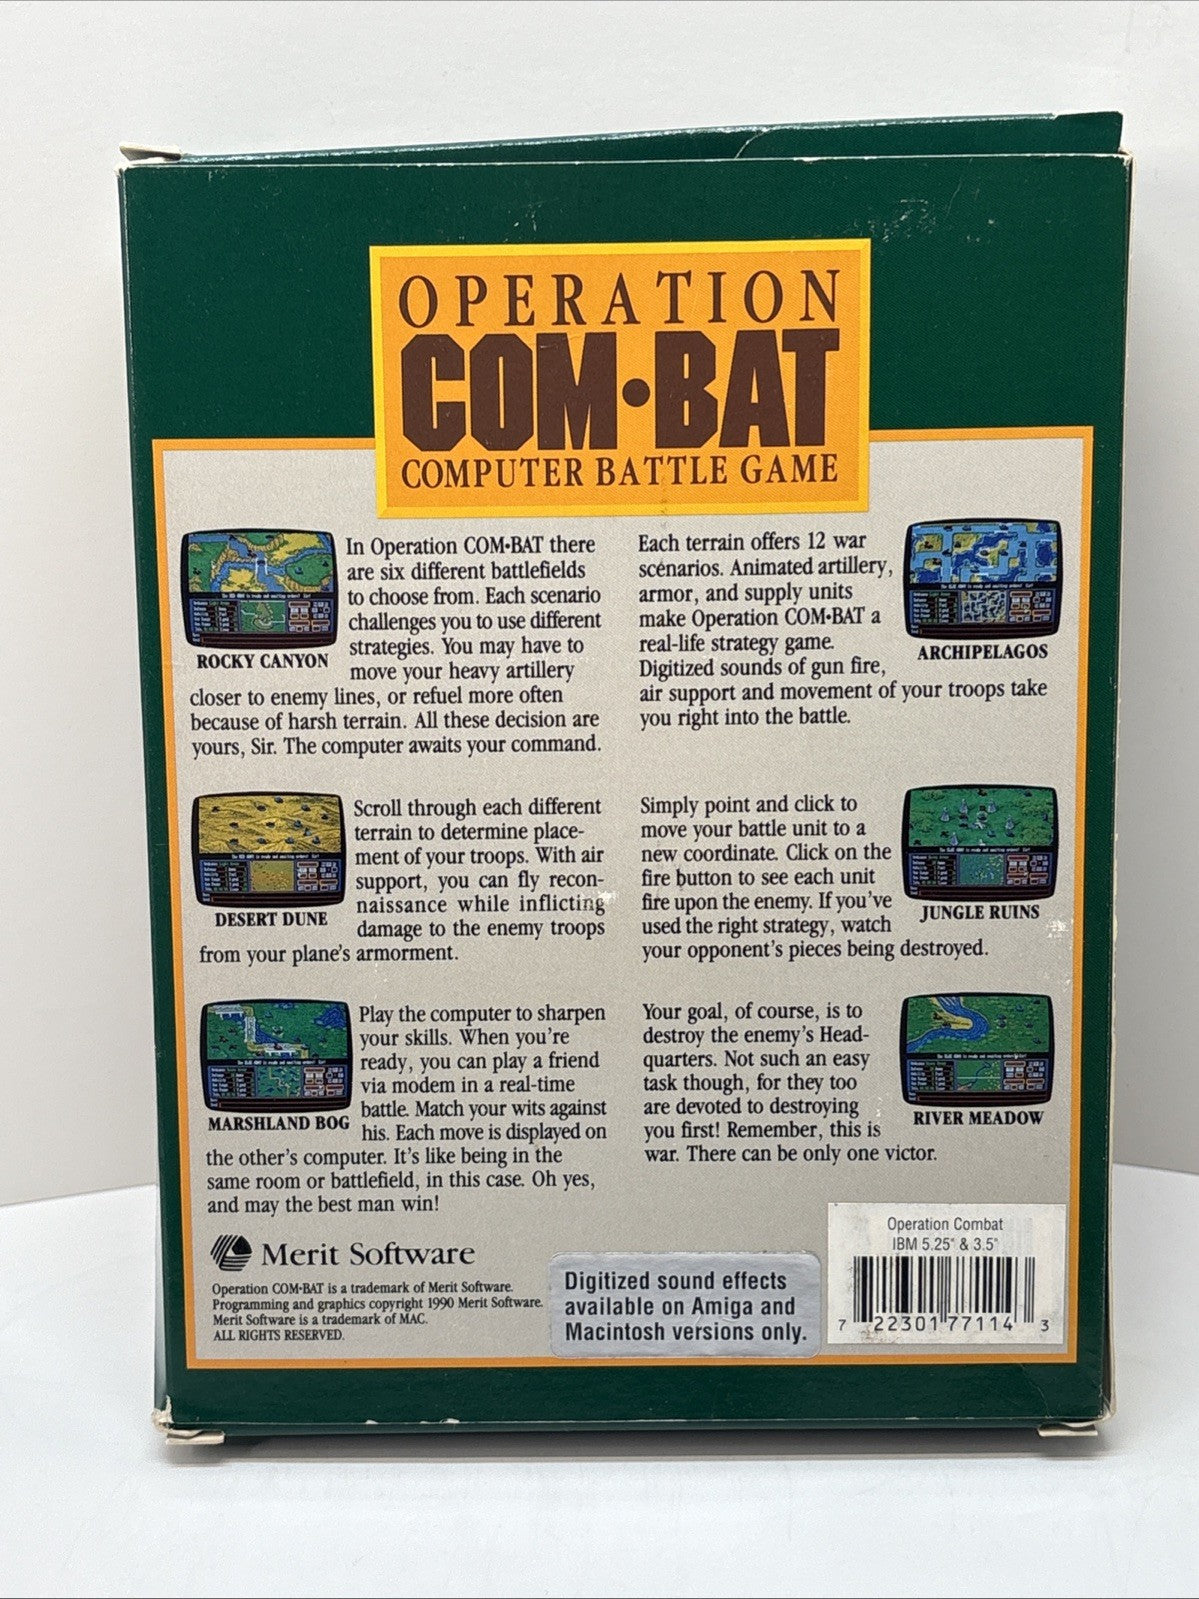 OPERATION
COM•BAT
COMPUTER BATTLE GAME
ROCKY CANYON
In Operation COM•BAT there
are six different battlefields
to choose from. Each scenario
challenges you to use different
strategies. You may have to
move your heavy artillery
closer to enemy lines, or refuel more often
because of harsh terrain. All these decision are
yours, Sir. The computer awaits your command.
Each terrain offers 12 war
scenarios. Animated artillery,
armor, and supply units
make Operation COM•BAT a
real-life strategy game.
Digitized sounds of gun fire,
air support and movement of your troops take
you right into the battle.
ARCHIPELAGOS
DESERT DUNE
Scroll through each different
terrain to determine place-
ment of your troops. With air
support, you can fly recon-
naissance while inflicting
damage to the enemy troops
from your plane's armorment.
Simply point and click to
move your battle unit to a
new coordinate. Click on the
fire button to see each unit
fire upon the enemy. If you've
used the right strategy, watch
your opponent's pieces being destroyed.
JUNGLE RUINS
MARSHLAND BOG
Play the computer to sharpen
your skills. When you're
ready, you can play a friend
via modem in a real-time
battle. Match your wits against
his. Each move is displayed on
the other's computer. It's like being in the
same room or battlefield, in this case. Oh yes,
and may the best man win!
Your goal, of course, is to
destroy the enemy's Head-
quarters. Not such an easy
task though, for they too
are devoted to destroying
you first! Remember, this is
war. There can be only one victor.
RIVER MEADOW
Merit Software
Operation COM•BAT is a trademark of Merit Software.
Programming and graphics copyright 1990 Merit Software.
Merit Software is a trademark of MAC.
ALL RIGHTS RESERVED.
Digitized sound effects
available on Amiga and
Macintosh versions only.
Operation Combat
IBM 5.25" & 3.5"
7 22301 77114 3